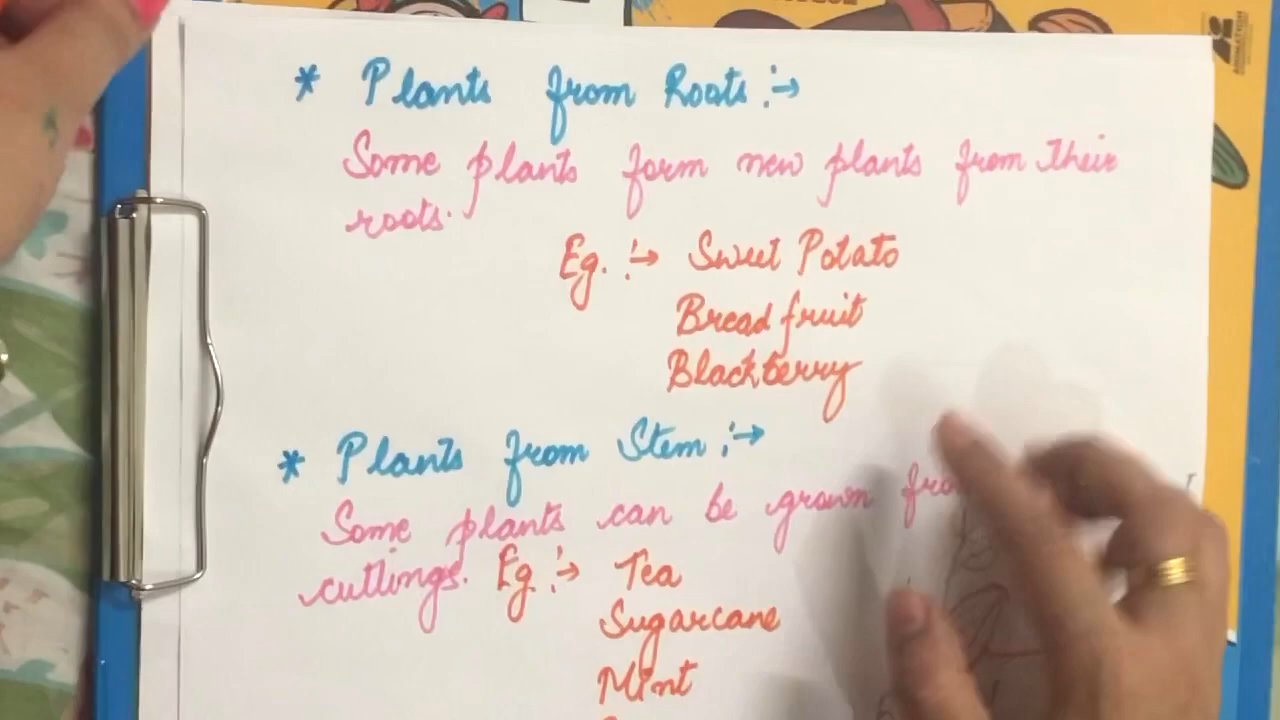 * Plants from Roots :→
Some plants form new plants from their
roots.
Eg. :→ Sweet Potato
Bread fruit
Blackberry
* Plants from Stem :→
Some plants can be grown
cuttings. Eg :→ Tea
Sugarcane
Mint